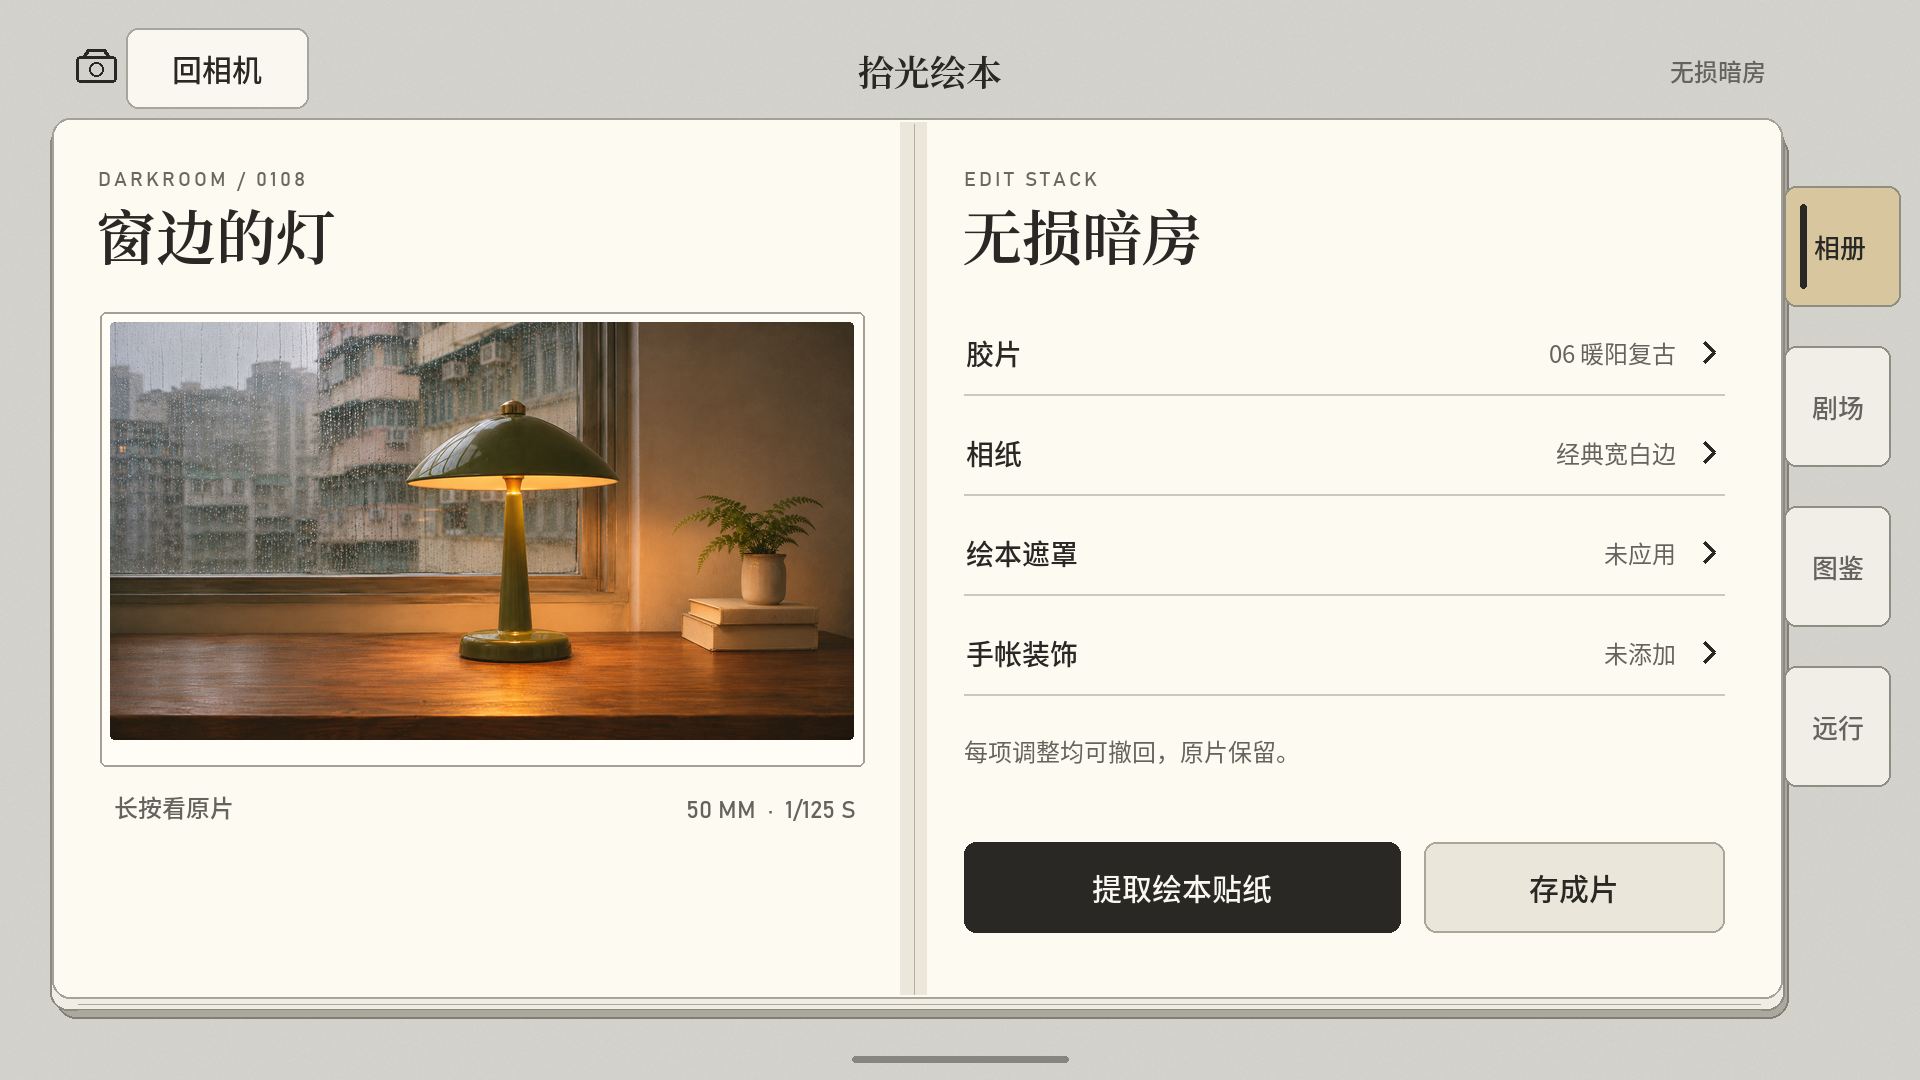 回相机
拾光绘本
无损暗房
DARKROOM / 0108
窗边的灯
长按看原片
50 MM · 1/125 S
EDIT STACK
无损暗房
胶片
06 暖阳复古
相纸
经典宽白边
绘本遮罩
未应用
手帐装饰
未添加
每项调整均可撤回，原片保留。
提取绘本贴纸
存成片
相册
剧场
图鉴
远行